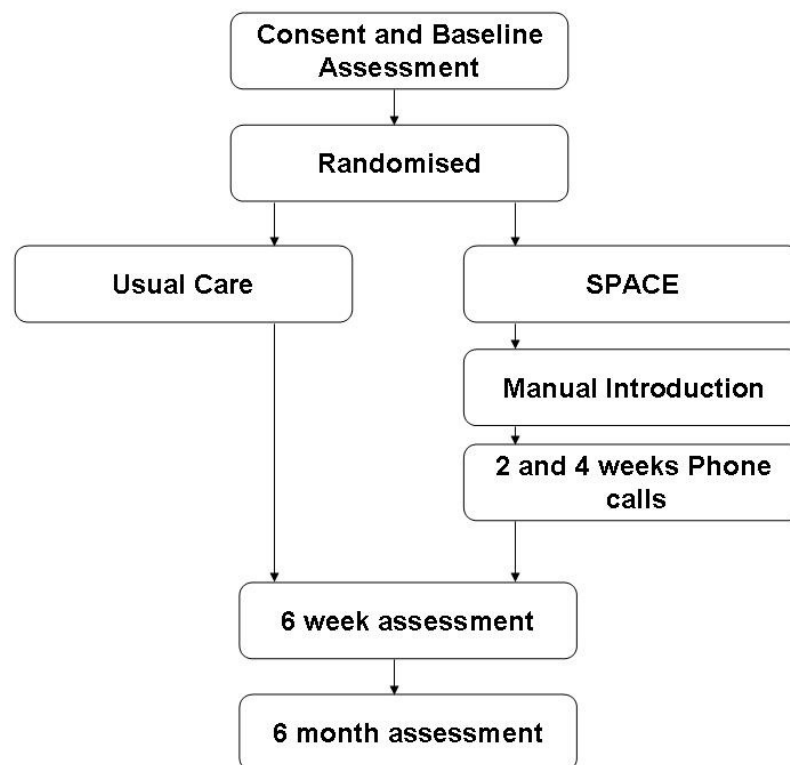 Consent and Baseline
Assessment
Randomised
Usual Care
SPACE
Manual Introduction
2 and 4 weeks Phone
calls
6 week assessment
6 month assessment